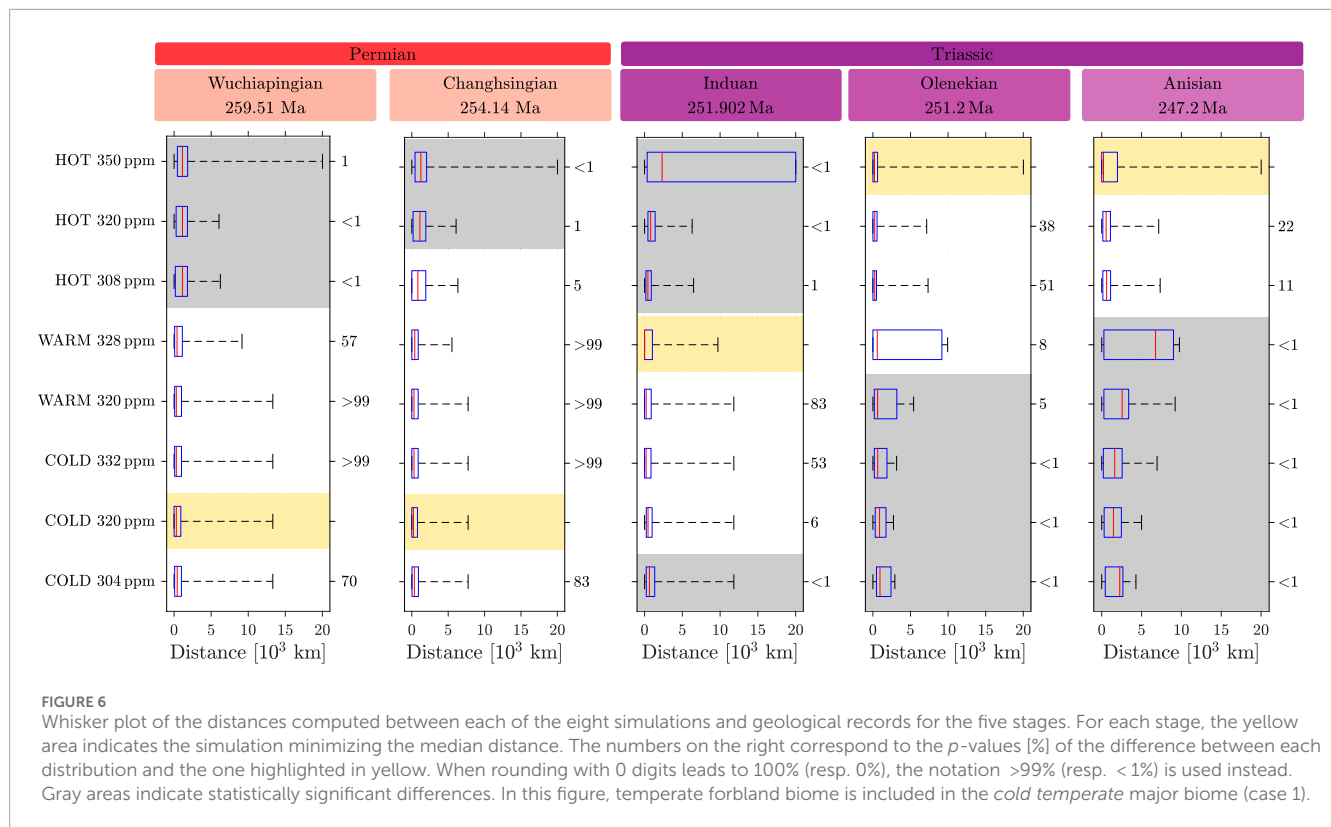 Permian Triassic
Wuchiapingian Changhsingian Induan Olenekian Anisian
259.51 Ma 254.14 Ma 251.902 Ma 251.2 Ma 247.2 Ma
HOT 350 ppm 1 <1 <1
HOT 320 ppm <1 1 <1 38 22
HOT 308 ppm <1 5 1 51 11
WARM 328 ppm 57 >99 8 <1
WARM 320 ppm >99 >99 83 5 <1
COLD 332 ppm >99 >99 53 <1 <1
COLD 320 ppm 6 <1 <1
COLD 304 ppm 70 83 <1 <1 <1
0 5 10 15 20 0 5 10 15 20 0 5 10 15 20 0 5 10 15 20 0 5 10 15 20
Distance [10³ km] Distance [10³ km] Distance [10³ km] Distance [10³ km] Distance [10³ km]
FIGURE 6
Whisker plot of the distances computed between each of the eight simulations and geological records for the five stages. For each stage, the yellow
area indicates the simulation minimizing the median distance. The numbers on the right correspond to the p-values [%] of the difference between each
distribution and the one highlighted in yellow. When rounding with 0 digits leads to 100% (resp. 0%), the notation >99% (resp. < 1%) is used instead.
Gray areas indicate statistically significant differences. In this figure, temperate forbland biome is included in the cold temperate major biome (case 1).